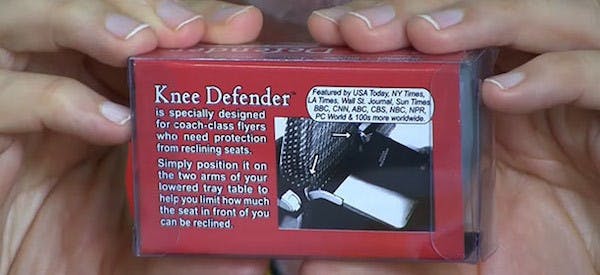 Defender
Knee Defender™
is specially designed
for coach-class flyers
who need protection
from reclining seats.
Simply position it on
the two arms of your
lowered tray table to
help you limit how much
the seat in front of you
can be reclined.
Featured by USA Today, NY Times,
LA Times, Wall St. Journal, Sun Times
BBC, CNN, ABC, CBS, NBC, NPR,
PC World & 100s more worldwide.